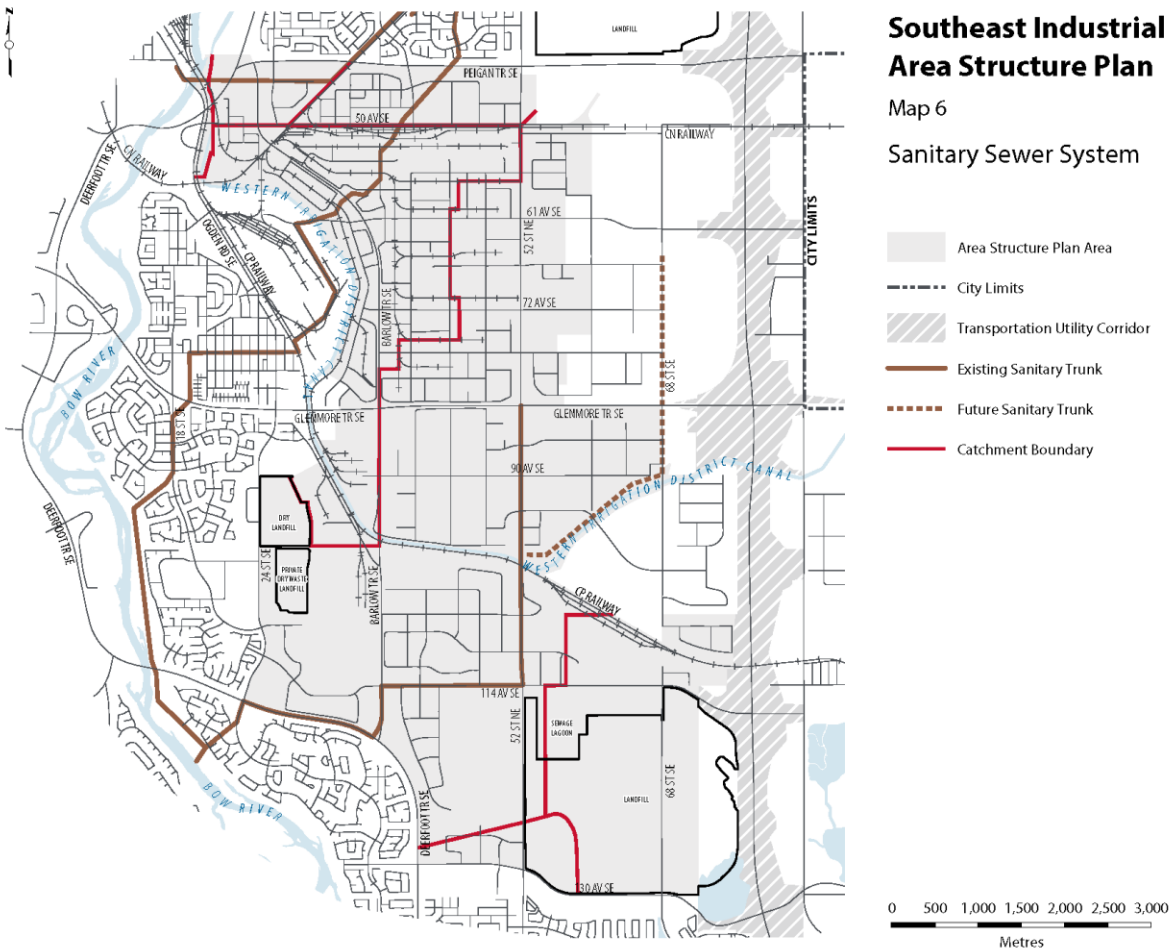 Southeast Industrial
Area Structure Plan
Map 6
Sanitary Sewer System
Area Structure Plan Area
City Limits
Transportation Utility Corridor
Existing Sanitary Trunk
Future Sanitary Trunk
Catchment Boundary
0 500 1,000 1,500 2,000 2,500 3,000
Metres
N
LANDFILL
PEIGAN TR SE
50 AV SE
CN RAILWAY
CN RAILWAY
DEERFOOT TR SE
WESTERN IRRIGATION DISTRICT CANAL
OGDEN RD SE
CP RAILWAY
61 AV SE
52 ST NE
CITY LIMITS
72 AV SE
BARLOW TR SE
68 ST SE
BOW RIVER
18 ST SE
GLENMORE TR SE
GLENMORE TR SE
90 AV SE
WESTERN IRRIGATION DISTRICT CANAL
DEERFOOT TR SE
DRY
LANDFILL
24 ST SE
PRIVATE
DRY WASTE
LANDFILL
BARLOW TR SE
CP RAILWAY
114 AV SE
52 ST NE
SEWAGE
LAGOON
68 ST SE
LANDFILL
BOW RIVER
DEERFOOT TR SE
130 AV SE